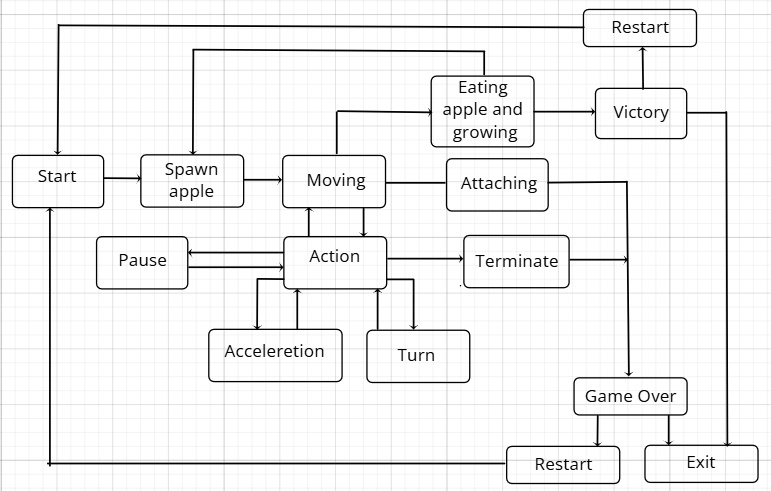 Restart
Eating
apple and
growing
Victory
Start
Spawn
apple
Moving
Attaching
Pause
Action
Terminate
Acceleretion
Turn
Game Over
Restart
Exit